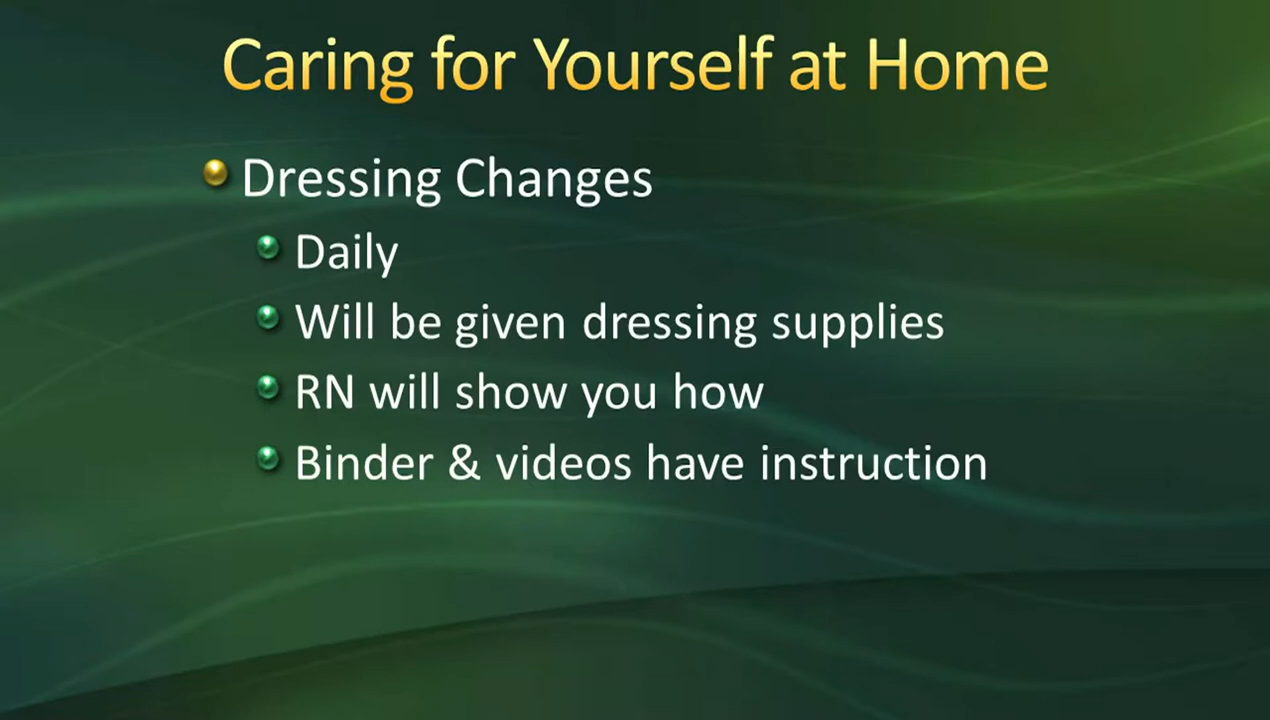 Caring for Yourself at Home
Dressing Changes
Daily
Will be given dressing supplies
RN will show you how
Binder & videos have instruction